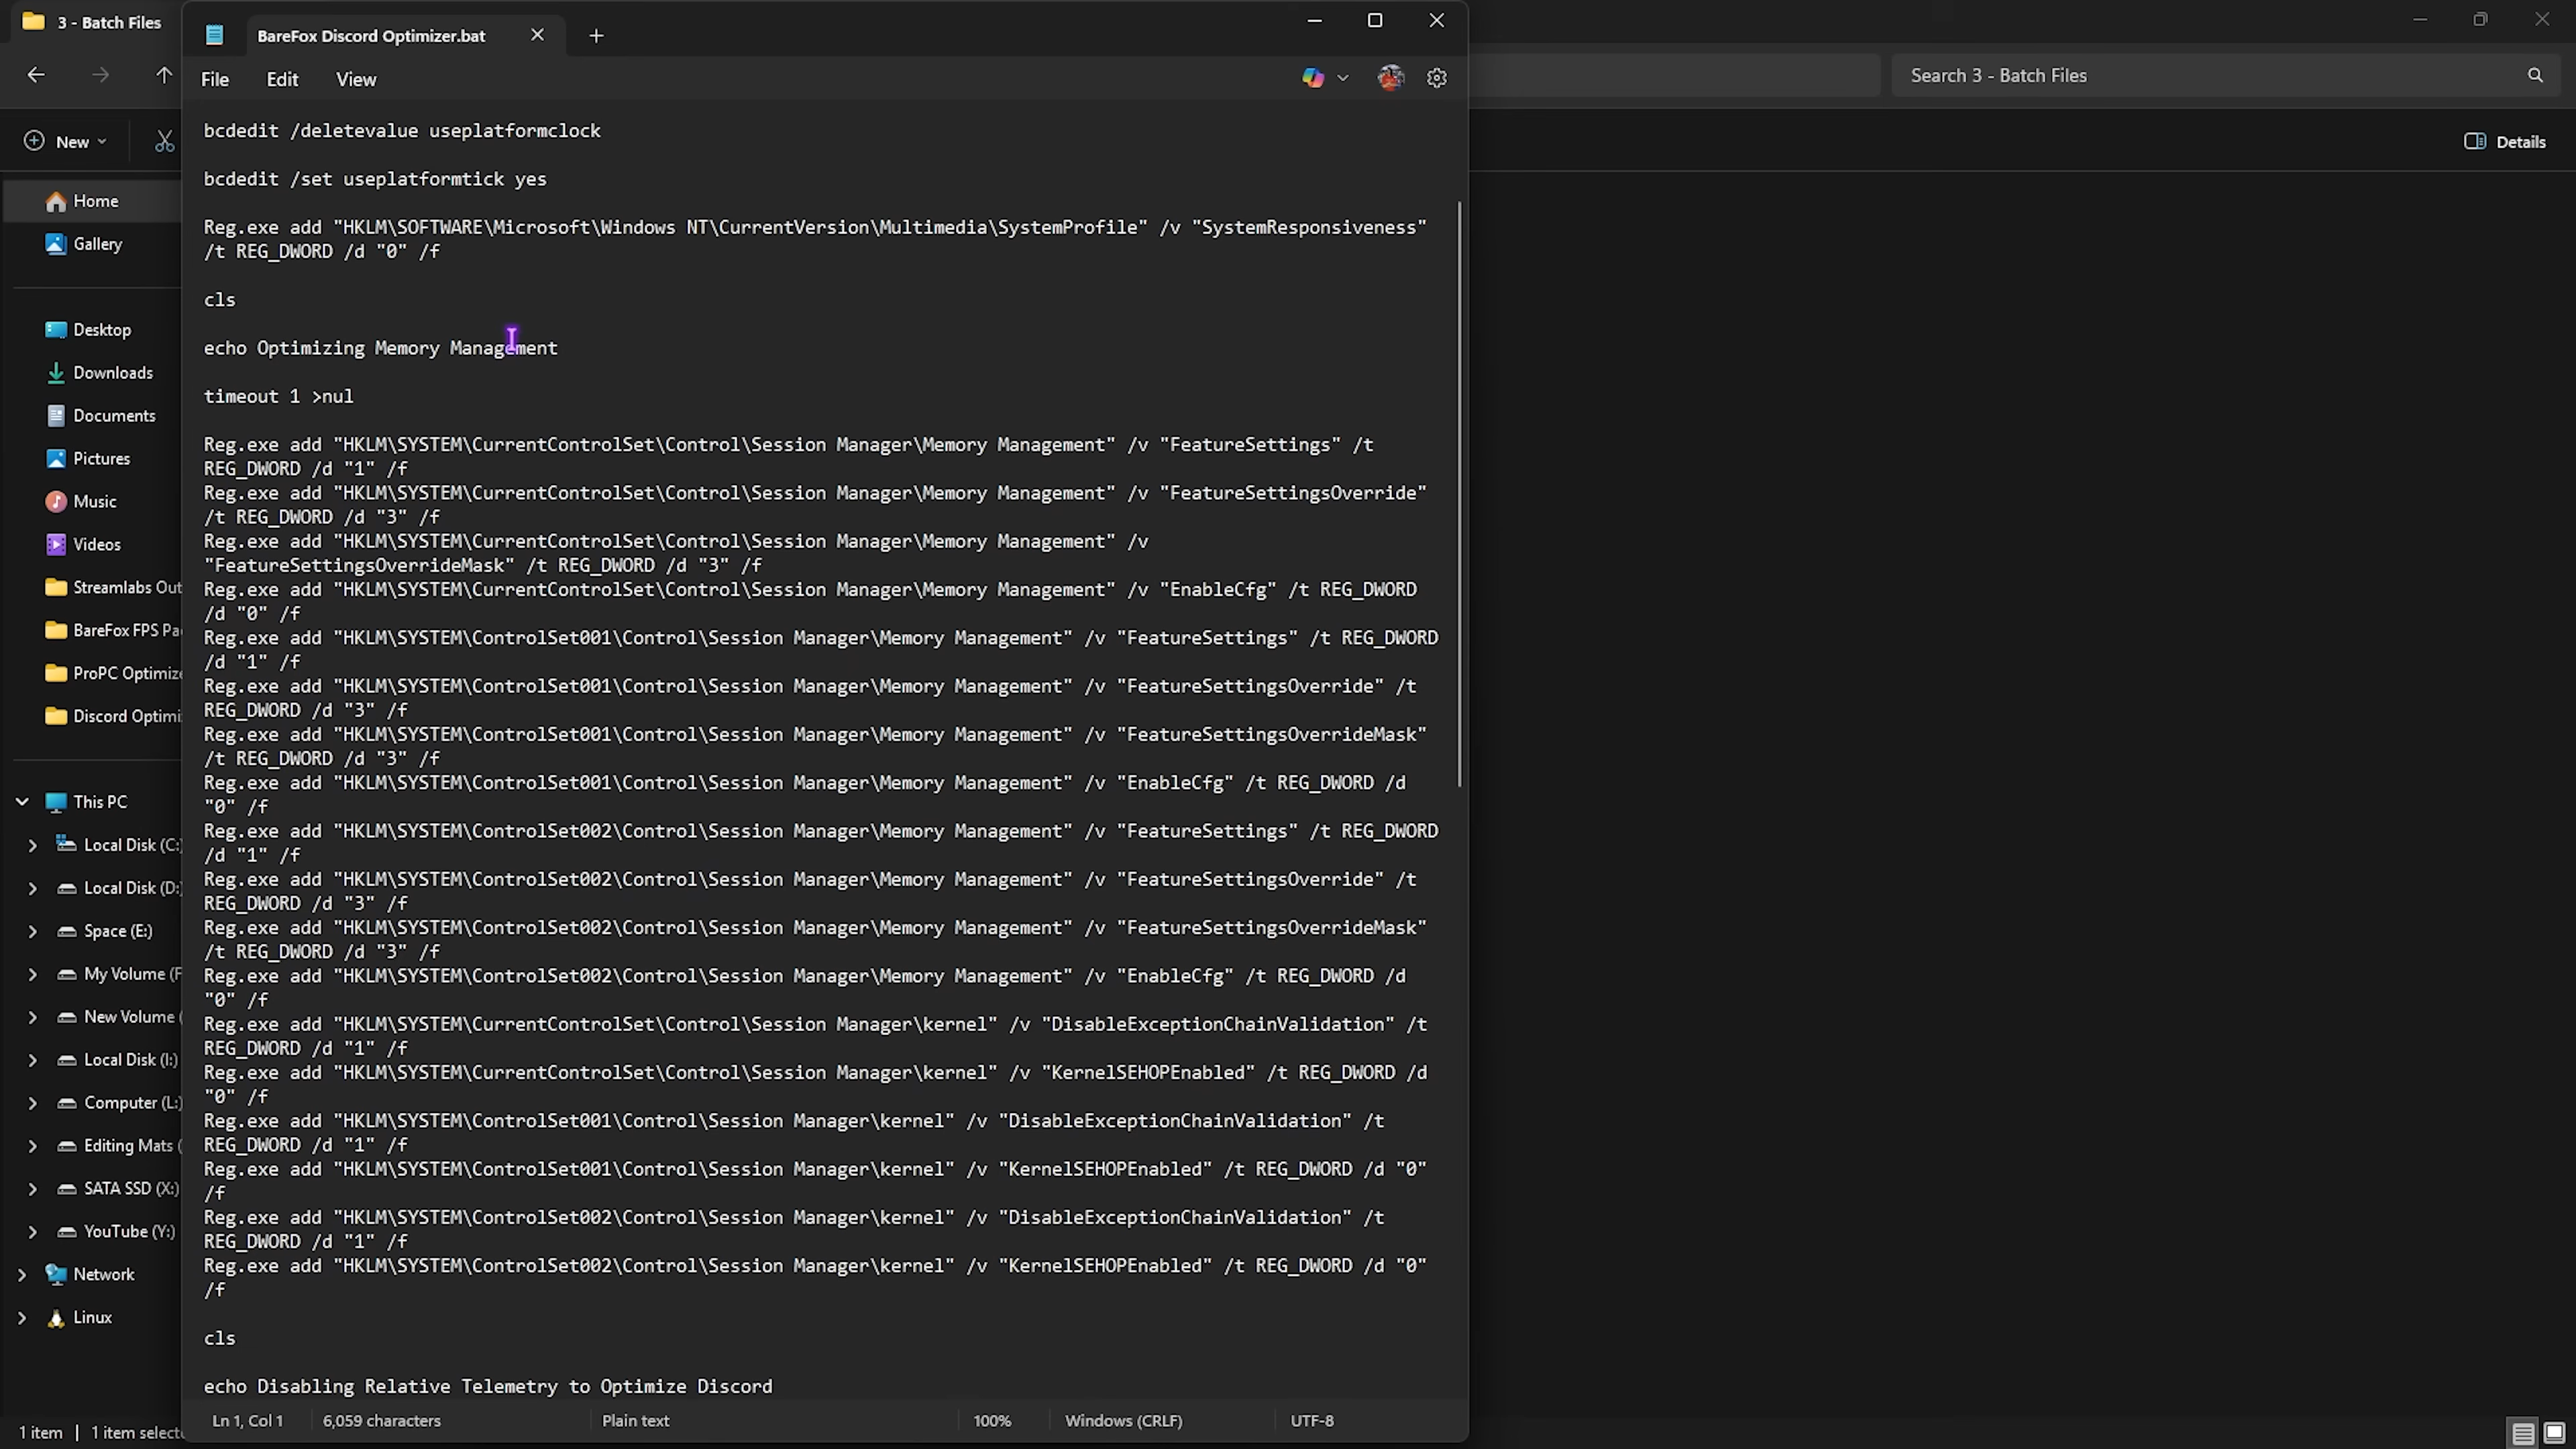 3 - Batch Files
BareFox Discord Optimizer.bat
File Edit View
Search 3 - Batch Files
New
Details
Home
Gallery
Desktop
Downloads
Documents
Pictures
Music
Videos
Streamlabs Out
BareFox FPS Pa
ProPC Optimize
Discord Optimi
This PC
Local Disk (C:)
Local Disk (D:)
Space (E:)
My Volume (F
New Volume (
Local Disk (I:)
Computer (L:)
Editing Mats (
SATA SSD (X:)
YouTube (Y:)
Network
Linux
1 item | 1 item selecte
bcdedit /deletevalue useplatformclock
bcdedit /set useplatformtick yes
Reg.exe add "HKLM\SOFTWARE\Microsoft\Windows NT\CurrentVersion\Multimedia\SystemProfile" /v "SystemResponsiveness"
/t REG_DWORD /d "0" /f
cls
echo Optimizing Memory Management
timeout 1 >nul
Reg.exe add "HKLM\SYSTEM\CurrentControlSet\Control\Session Manager\Memory Management" /v "FeatureSettings" /t
REG_DWORD /d "1" /f
Reg.exe add "HKLM\SYSTEM\CurrentControlSet\Control\Session Manager\Memory Management" /v "FeatureSettingsOverride"
/t REG_DWORD /d "3" /f
Reg.exe add "HKLM\SYSTEM\CurrentControlSet\Control\Session Manager\Memory Management" /v
"FeatureSettingsOverrideMask" /t REG_DWORD /d "3" /f
Reg.exe add "HKLM\SYSTEM\CurrentControlSet\Control\Session Manager\Memory Management" /v "EnableCfg" /t REG_DWORD
/d "0" /f
Reg.exe add "HKLM\SYSTEM\ControlSet001\Control\Session Manager\Memory Management" /v "FeatureSettings" /t REG_DWORD
/d "1" /f
Reg.exe add "HKLM\SYSTEM\ControlSet001\Control\Session Manager\Memory Management" /v "FeatureSettingsOverride" /t
REG_DWORD /d "3" /f
Reg.exe add "HKLM\SYSTEM\ControlSet001\Control\Session Manager\Memory Management" /v "FeatureSettingsOverrideMask"
/t REG_DWORD /d "3" /f
Reg.exe add "HKLM\SYSTEM\ControlSet001\Control\Session Manager\Memory Management" /v "EnableCfg" /t REG_DWORD /d
"0" /f
Reg.exe add "HKLM\SYSTEM\ControlSet002\Control\Session Manager\Memory Management" /v "FeatureSettings" /t REG_DWORD
/d "1" /f
Reg.exe add "HKLM\SYSTEM\ControlSet002\Control\Session Manager\Memory Management" /v "FeatureSettingsOverride" /t
REG_DWORD /d "3" /f
Reg.exe add "HKLM\SYSTEM\ControlSet002\Control\Session Manager\Memory Management" /v "FeatureSettingsOverrideMask"
/t REG_DWORD /d "3" /f
Reg.exe add "HKLM\SYSTEM\ControlSet002\Control\Session Manager\Memory Management" /v "EnableCfg" /t REG_DWORD /d
"0" /f
Reg.exe add "HKLM\SYSTEM\CurrentControlSet\Control\Session Manager\kernel" /v "DisableExceptionChainValidation" /t
REG_DWORD /d "1" /f
Reg.exe add "HKLM\SYSTEM\CurrentControlSet\Control\Session Manager\kernel" /v "KernelSEHOPEnabled" /t REG_DWORD /d
"0" /f
Reg.exe add "HKLM\SYSTEM\ControlSet001\Control\Session Manager\kernel" /v "DisableExceptionChainValidation" /t
REG_DWORD /d "1" /f
Reg.exe add "HKLM\SYSTEM\ControlSet001\Control\Session Manager\kernel" /v "KernelSEHOPEnabled" /t REG_DWORD /d "0"
/f
Reg.exe add "HKLM\SYSTEM\ControlSet002\Control\Session Manager\kernel" /v "DisableExceptionChainValidation" /t
REG_DWORD /d "1" /f
Reg.exe add "HKLM\SYSTEM\ControlSet002\Control\Session Manager\kernel" /v "KernelSEHOPEnabled" /t REG_DWORD /d "0"
/f
cls
echo Disabling Relative Telemetry to Optimize Discord
Ln 1, Col 1 6,059 characters Plain text 100% Windows (CRLF) UTF-8